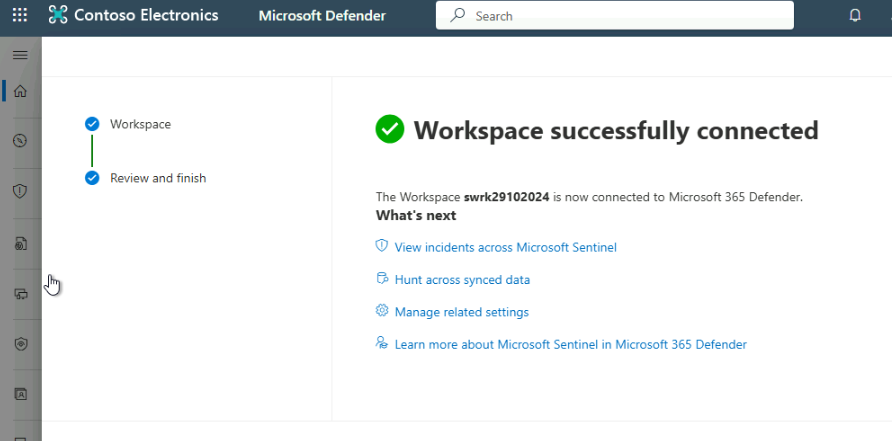 Contoso Electronics
Microsoft Defender
Search
Workspace
Review and finish
Workspace successfully connected
The Workspace swrk29102024 is now connected to Microsoft 365 Defender.
What's next
View incidents across Microsoft Sentinel
Hunt across synced data
Manage related settings
Learn more about Microsoft Sentinel in Microsoft 365 Defender